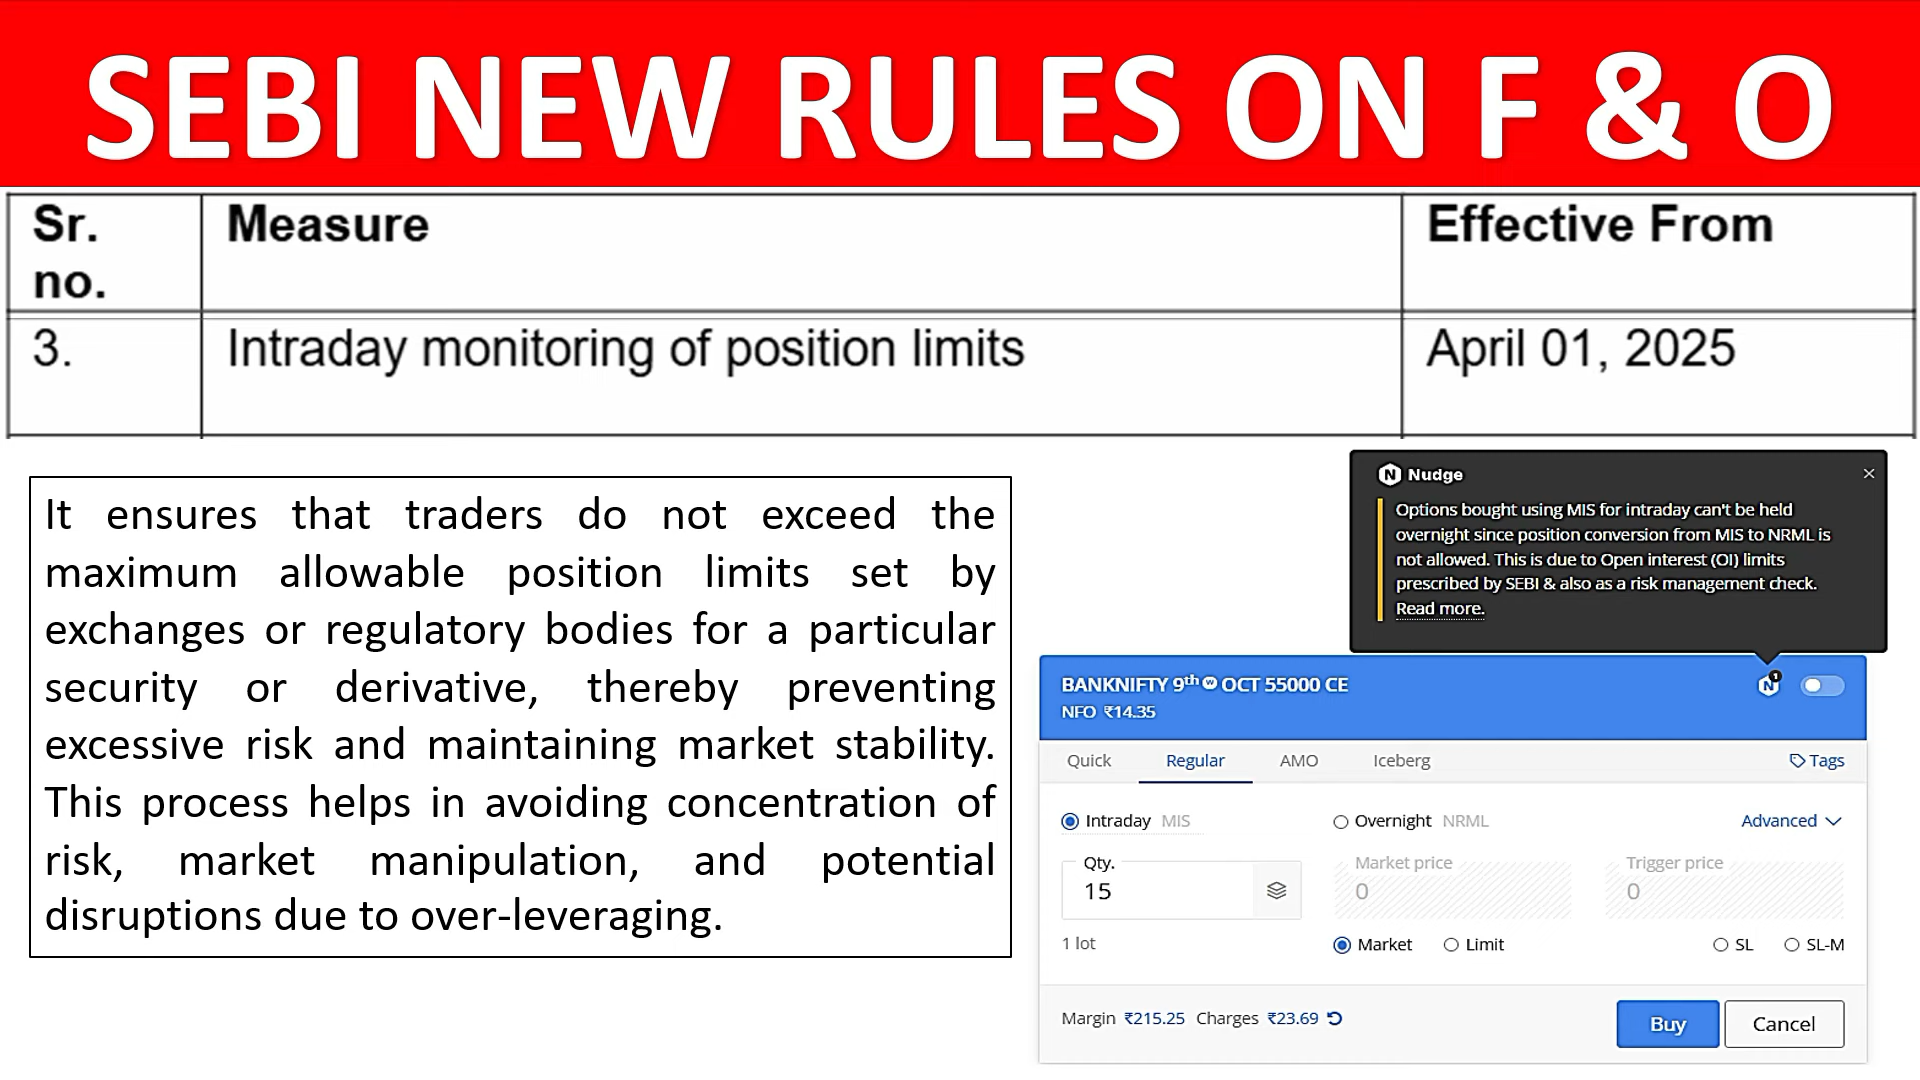 SEBI NEW RULES ON F & O
Sr. no.
Measure
Effective From
3.
Intraday monitoring of position limits
April 01, 2025
It ensures that traders do not exceed the
maximum allowable position limits set by
exchanges or regulatory bodies for a particular
security or derivative, thereby preventing
excessive risk and maintaining market stability.
This process helps in avoiding concentration of
risk, market manipulation, and potential
disruptions due to over-leveraging.
N Nudge ×
Options bought using MIS for intraday can't be held
overnight since position conversion from MIS to NRML is
not allowed. This is due to Open interest (OI) limits
prescribed by SEBI & also as a risk management check.
Read more.
BANKNIFTY 9th w OCT 55000 CE
N 1
NFO ₹14.35
Quick Regular AMO Iceberg Tags
Intraday MIS Overnight NRML Advanced
Qty. Market price Trigger price
15 0 0
1 lot Market Limit SL SL-M
Margin ₹215.25 Charges ₹23.69 Buy Cancel